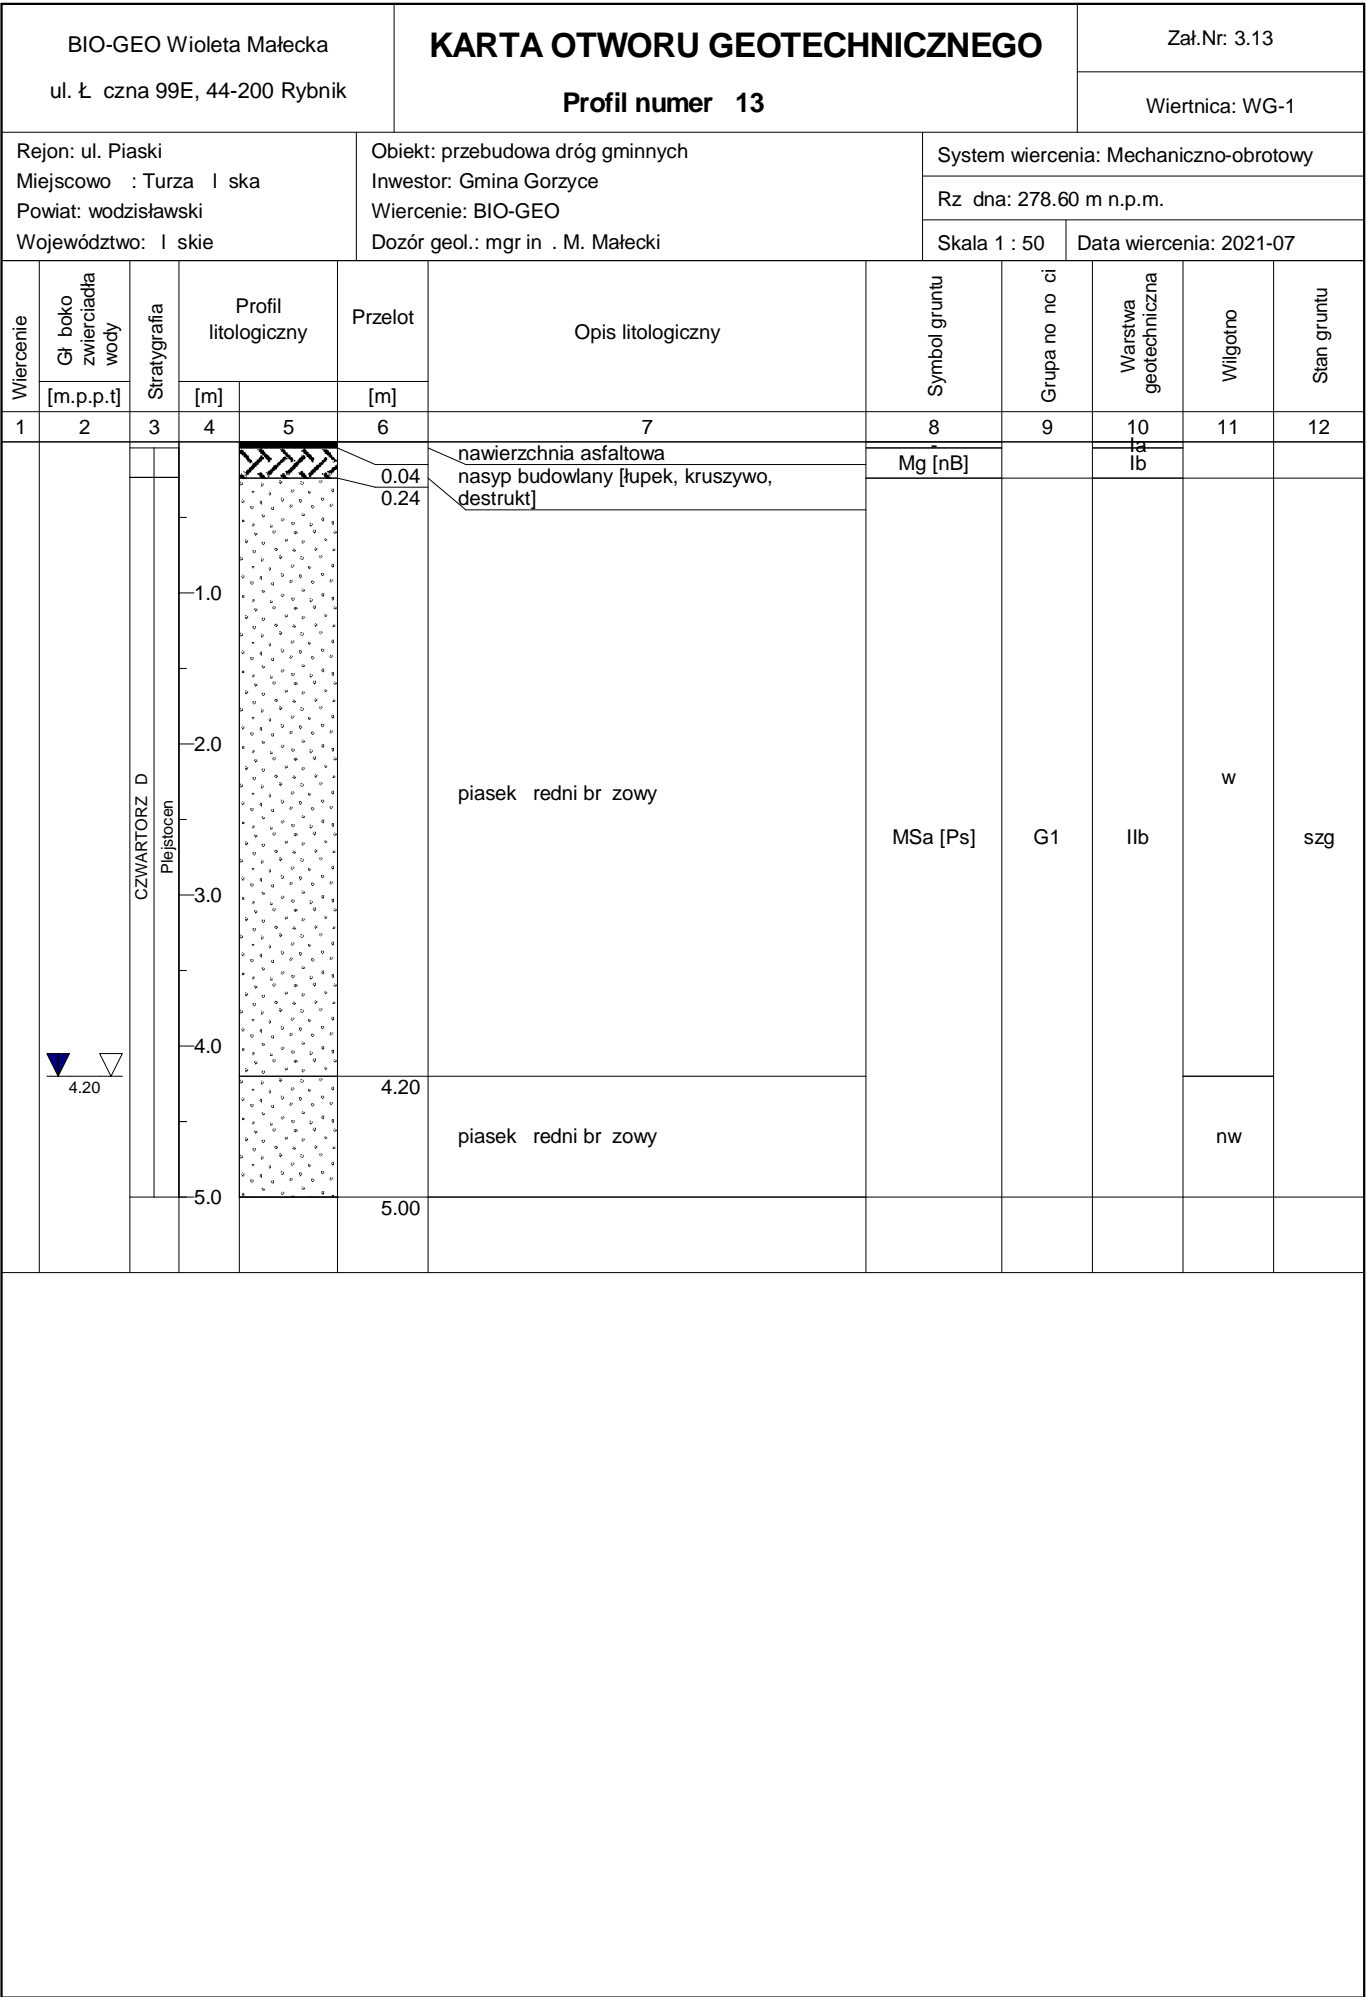 BIO-GEO Wioleta Małecka
ul. Ł czna 99E, 44-200 Rybnik
KARTA OTWORU GEOTECHNICZNEGO
Profil numer 13
Zał.Nr: 3.13
Wiertnica: WG-1
Rejon: ul. Piaski
Miejscowo : Turza l ska
Powiat: wodzisławski
Województwo: l skie
Obiekt: przebudowa dróg gminnych
Inwestor: Gmina Gorzyce
Wiercenie: BIO-GEO
Dozór geol.: mgr in . M. Małecki
System wiercenia: Mechaniczno-obrotowy
Rz dna: 278.60 m n.p.m.
Skala 1 : 50
Data wiercenia: 2021-07
Wiercenie
Gł boko
zwierciadła
wody
[m.p.p.t]
Stratygrafia
Profil
litologiczny
[m]
Przelot
[m]
Opis litologiczny
Symbol gruntu
Grupa no no ci
Warstwa
geotechniczna
Wilgotno
Stan gruntu
1 2 3 4 5 6 7 8 9 10 11 12
nawierzchnia asfaltowa
-
Ia
0.04
nasyp budowlany [łupek, kruszywo,
destrukt]
Mg [nB]
Ib
0.24
1.0
2.0
3.0
4.0
5.0
CZWARTORZ D
Plejstocen
piasek redni br zowy
MSa [Ps]
G1
IIb
w
szg
4.20
4.20
piasek redni br zowy
nw
5.00